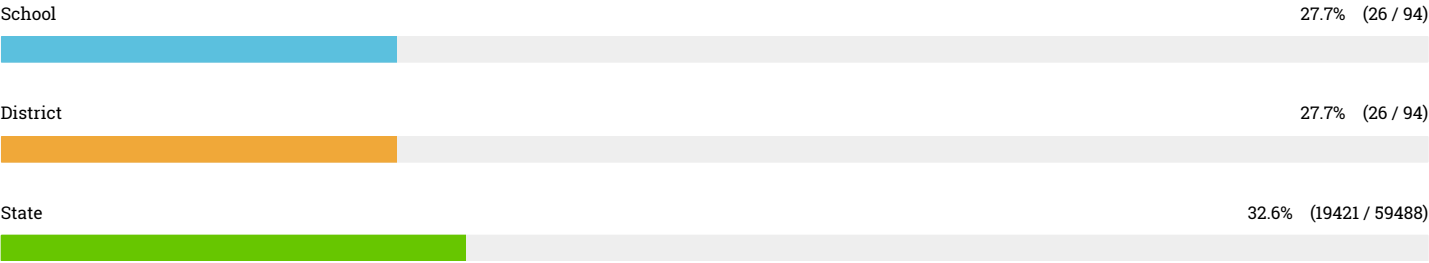 School 27.7% (26 / 94)
District 27.7% (26 / 94)
State 32.6% (19421 / 59488)